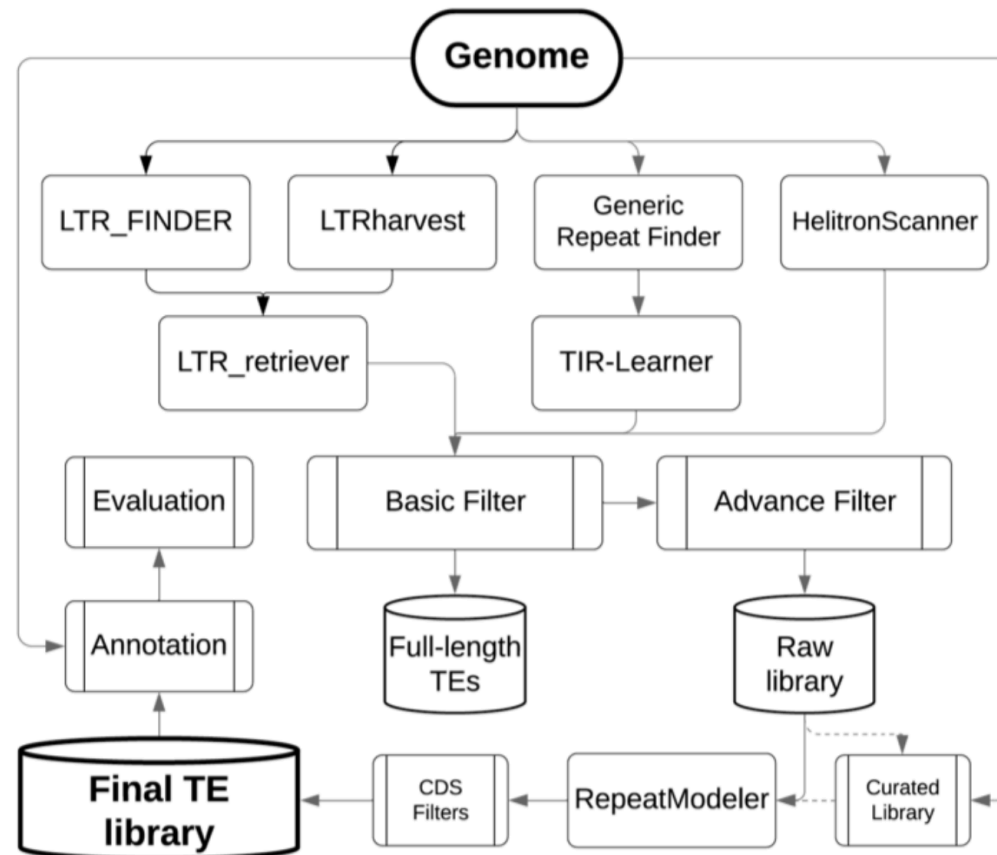 Genome
LTR_FINDER
LTRharvest
Generic
Repeat Finder
HelitronScanner
LTR_retriever
TIR-Learner
Evaluation
Basic Filter
Advance Filter
Annotation
Full-length
TEs
Raw
library
Final TE
library
CDS
Filters
RepeatModeler
Curated
Library